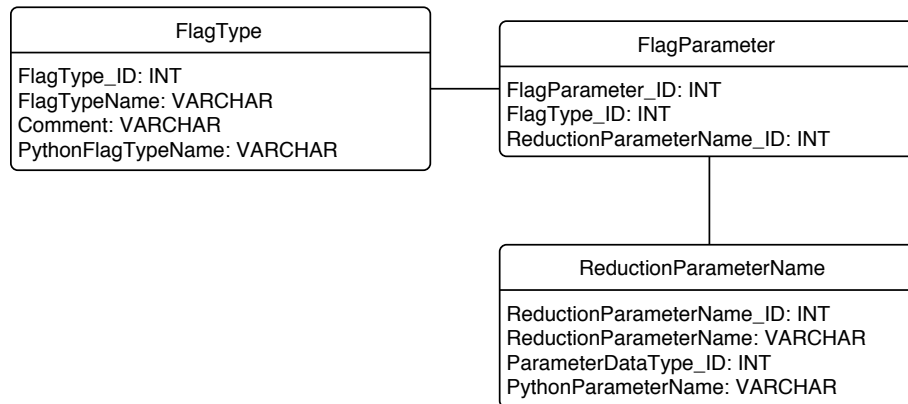 FlagType
FlagType_ID: INT
FlagTypeName: VARCHAR
Comment: VARCHAR
PythonFlagTypeName: VARCHAR
FlagParameter
FlagParameter_ID: INT
FlagType_ID: INT
ReductionParameterName_ID: INT
ReductionParameterName
ReductionParameterName_ID: INT
ReductionParameterName: VARCHAR
ParameterDataType_ID: INT
PythonParameterName: VARCHAR